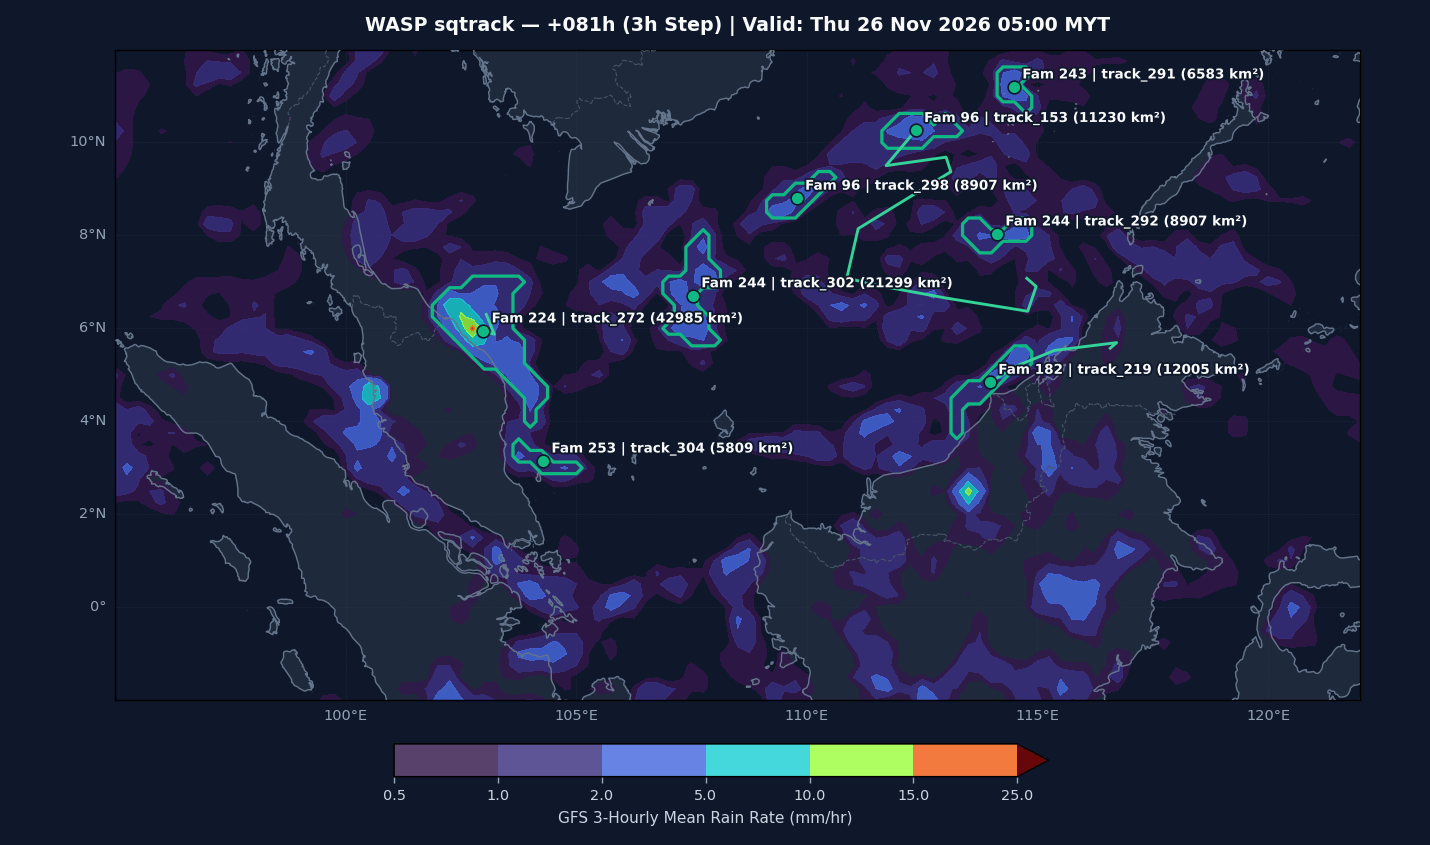 WASP sqtrack — +081h (3h Step) | Valid: Thu 26 Nov 2026 05:00 MYT
Fam 243 | track_291 (6583 km²)
Fam 96 | track_153 (11230 km²)
10°N
Fam 96 | track_298 (8907 km²)
Fam 244 | track_292 (8907 km²)
8°N
Fam 244 | track_302 (21299 km²)
Fam 224 | track_272 (42985 km²)
6°N
Fam 182 | track_219 (12005 km²)
4°N
Fam 253 | track_304 (5809 km²)
2°N
0°
100°E 105°E 110°E 115°E 120°E
0.5 1.0 2.0 5.0 10.0 15.0 25.0
GFS 3-Hourly Mean Rain Rate (mm/hr)